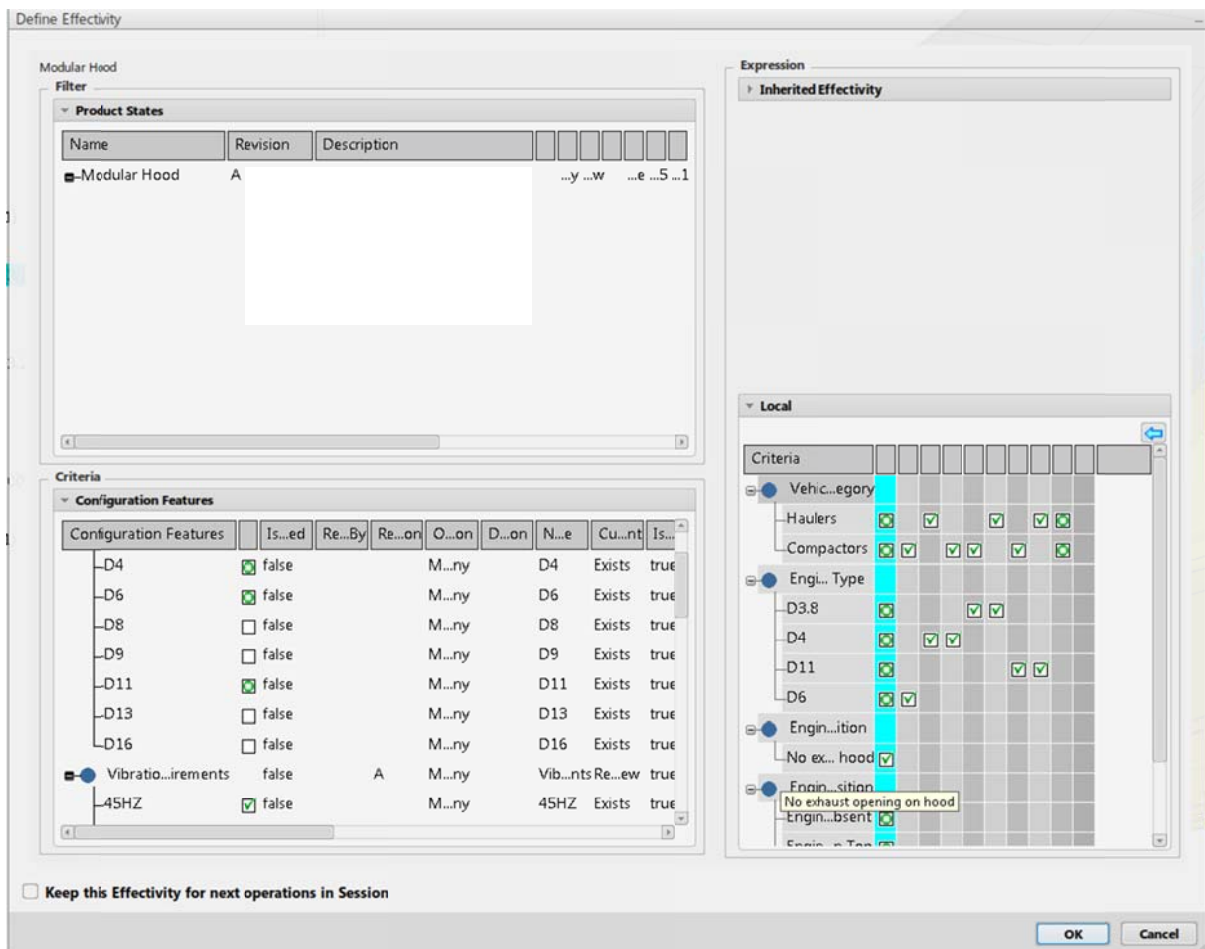 Define Effectivity
Modular Hood
Filter
Product States
Name Revision Description
Modular Hood A ...y ...w ...e ...5 ...1
Criteria
Configuration Features
Configuration Features Is...ed Re...By Re...on O...on D...on N...e Cu...nt Is...
D4 false M...ny D4 Exists true
D6 false M...ny D6 Exists true
D8 false M...ny D8 Exists true
D9 false M...ny D9 Exists true
D11 false M...ny D11 Exists true
D13 false M...ny D13 Exists true
D16 false M...ny D16 Exists true
Vibratio...irements false A M...ny Vib...nts Re...ew true
45HZ false M...ny 45HZ Exists true
Keep this Effectivity for next operations in Session
Expression
Inherited Effectivity
Local
Criteria
Vehic...egory
Haulers
Compactors
Engi... Type
D3.8
D4
D11
D6
Engin...ition
No ex... hood
Engin...sition
No exhaust opening on hood
Engin...bsent
OK Cancel